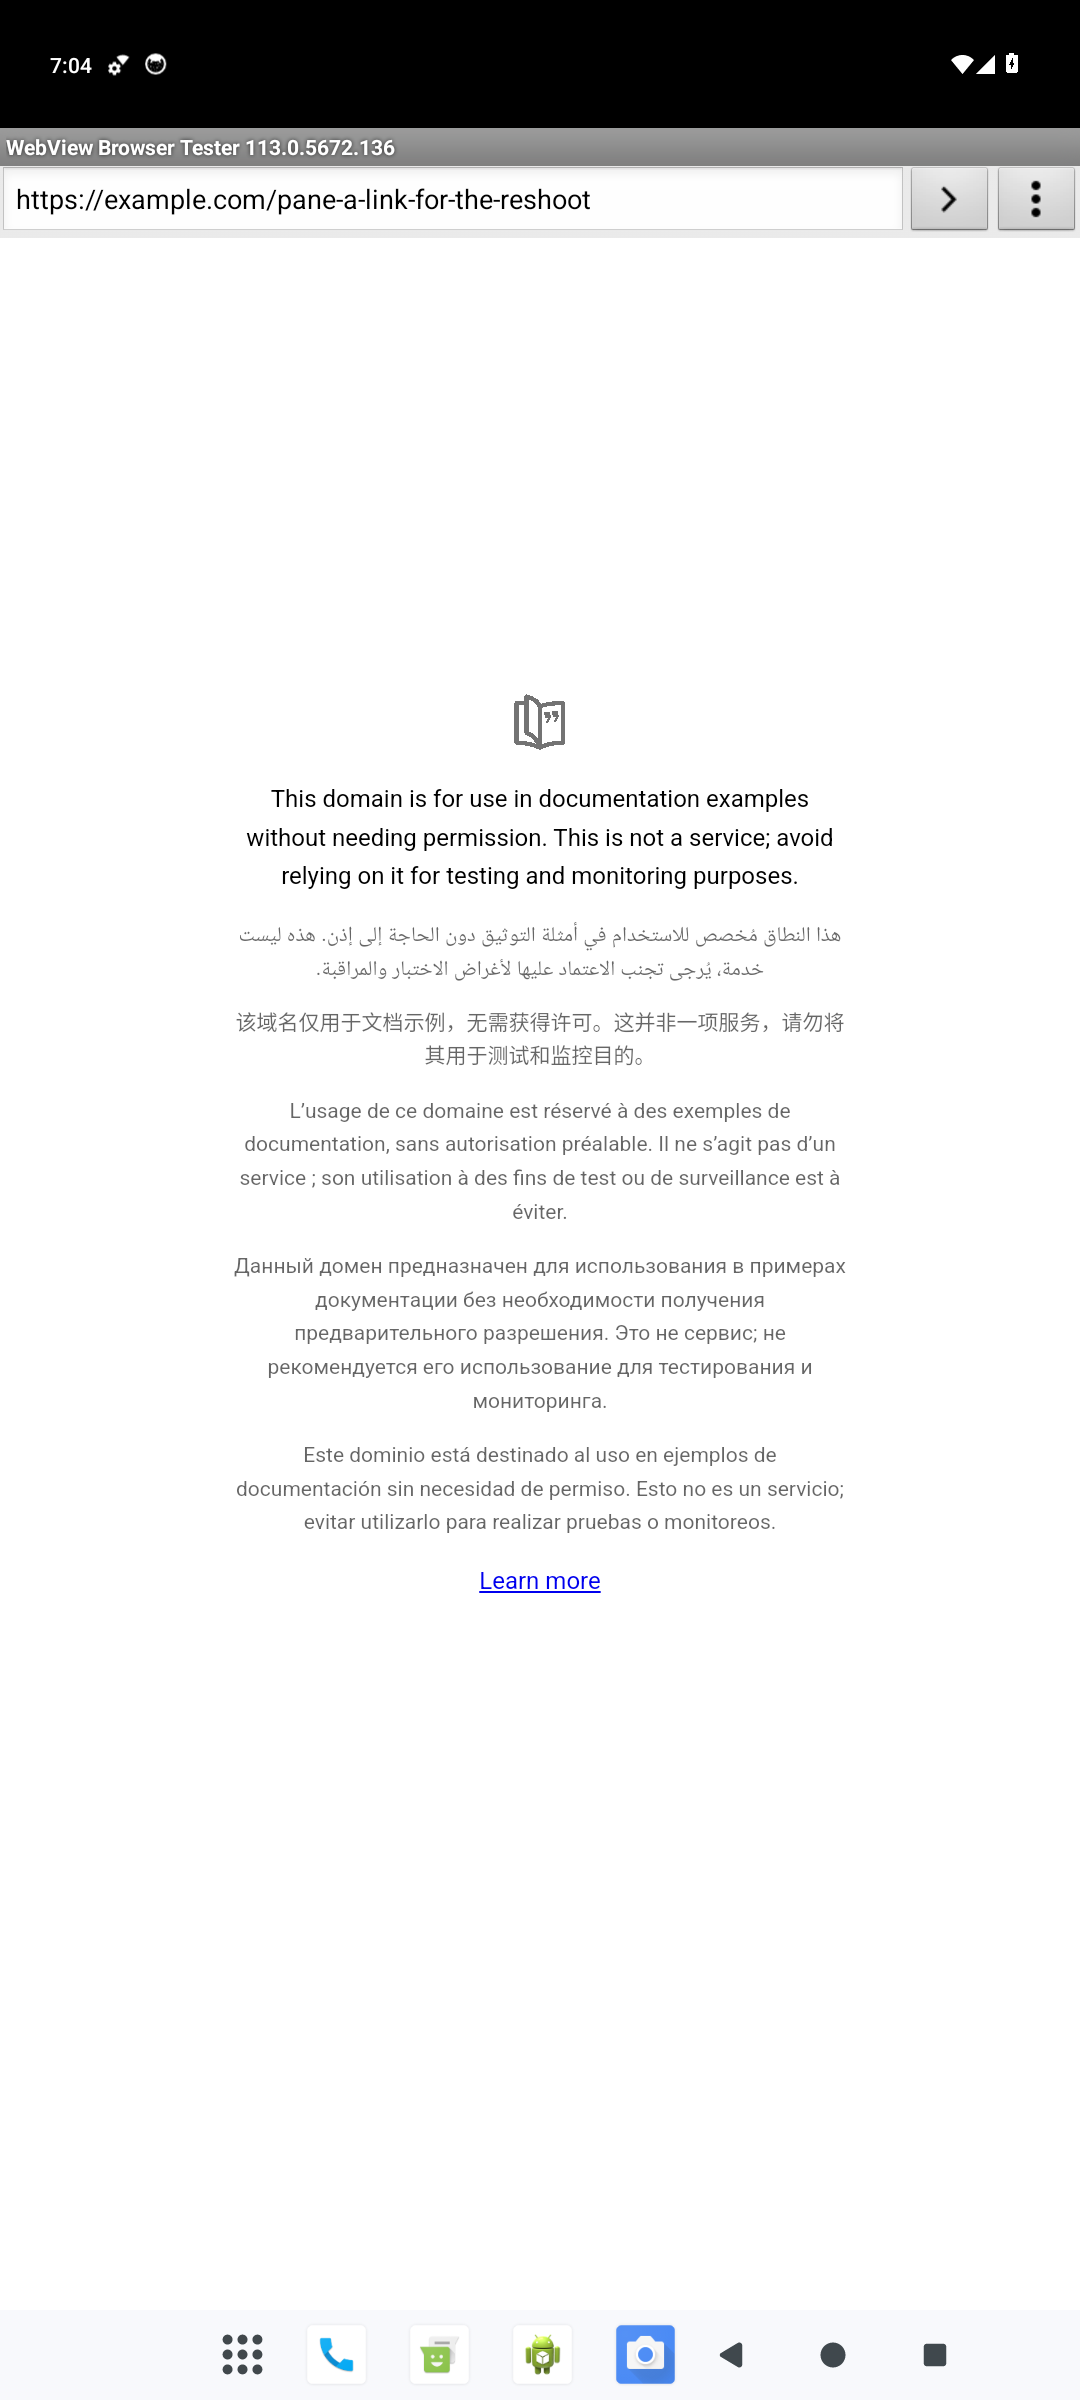 7:04
WebView Browser Tester 113.0.5672.136
https://example.com/pane-a-link-for-the-reshoot
This domain is for use in documentation examples
without needing permission. This is not a service; avoid
relying on it for testing and monitoring purposes.
هذا النطاق مُخصص للاستخدام في أمثلة التوثيق دون الحاجة إلى إذن. هذه ليست
خدمة، يُرجى تجنب الاعتماد عليها لأغراض الاختبار والمراقبة.
该域名仅用于文档示例，无需获得许可。这并非一项服务，请勿将
其用于测试和监控目的。
L’usage de ce domaine est réservé à des exemples de
documentation, sans autorisation préalable. Il ne s’agit pas d’un
service ; son utilisation à des fins de test ou de surveillance est à
éviter.
Данный домен предназначен для использования в примерах
документации без необходимости получения
предварительного разрешения. Это не сервис; не
рекомендуется его использование для тестирования и
мониторинга.
Este dominio está destinado al uso en ejemplos de
documentación sin necesidad de permiso. Esto no es un servicio;
evitar utilizarlo para realizar pruebas o monitoreos.
Learn more